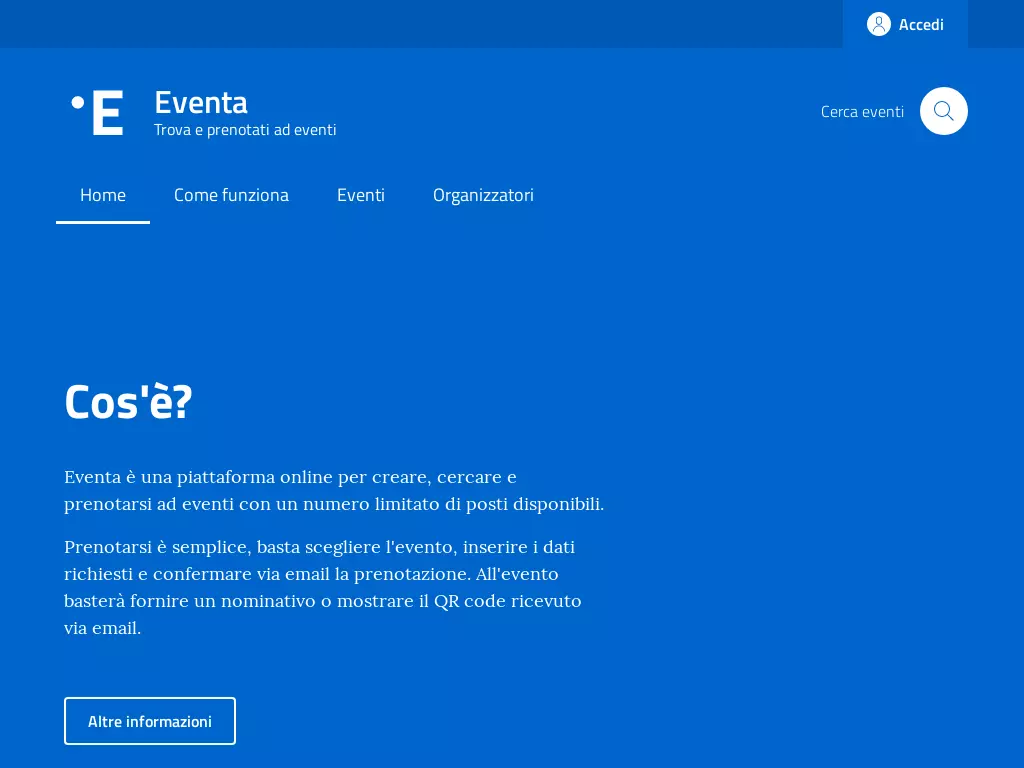 Accedi
°E
Eventa
Trova e prenotati ad eventi
Cerca eventi
Home
Come funziona
Eventi
Organizzatori
Cos'è?
Eventa è una piattaforma online per creare, cercare e
prenotarsi ad eventi con un numero limitato di posti disponibili.
Prenotarsi è semplice, basta scegliere l'evento, inserire i dati
richiesti e confermare via email la prenotazione. All'evento
basterà fornire un nominativo o mostrare il QR code ricevuto
via email.
Altre informazioni